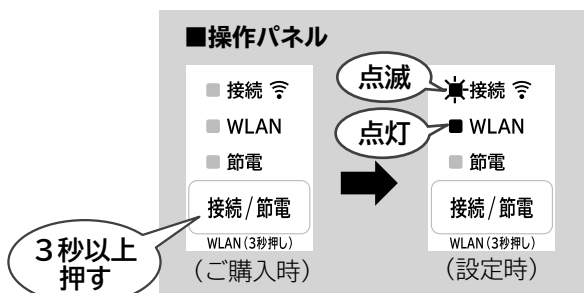 ■操作パネル
接続
WLAN
節電
接続/節電
WLAN(3秒押し)
(ご購入時)
3秒以上
押す
点滅
点灯
接続
WLAN
節電
接続/節電
WLAN(3秒押し)
(設定時)